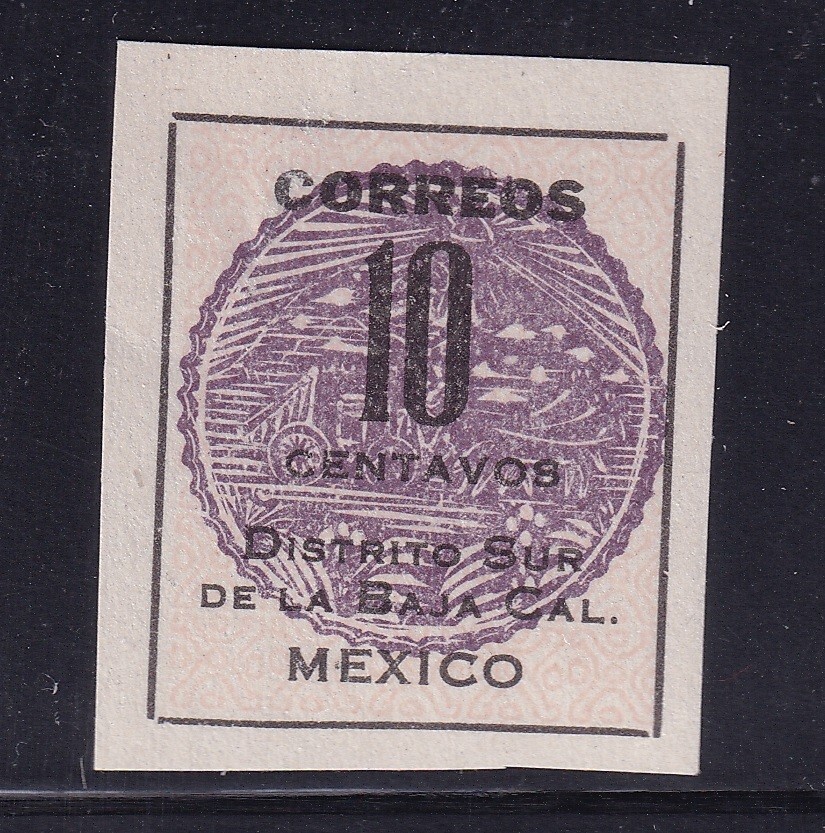 CORREOS
10
CENTAVOS
DISTRITO SUR
DE LA BAJA CAL.
MEXICO